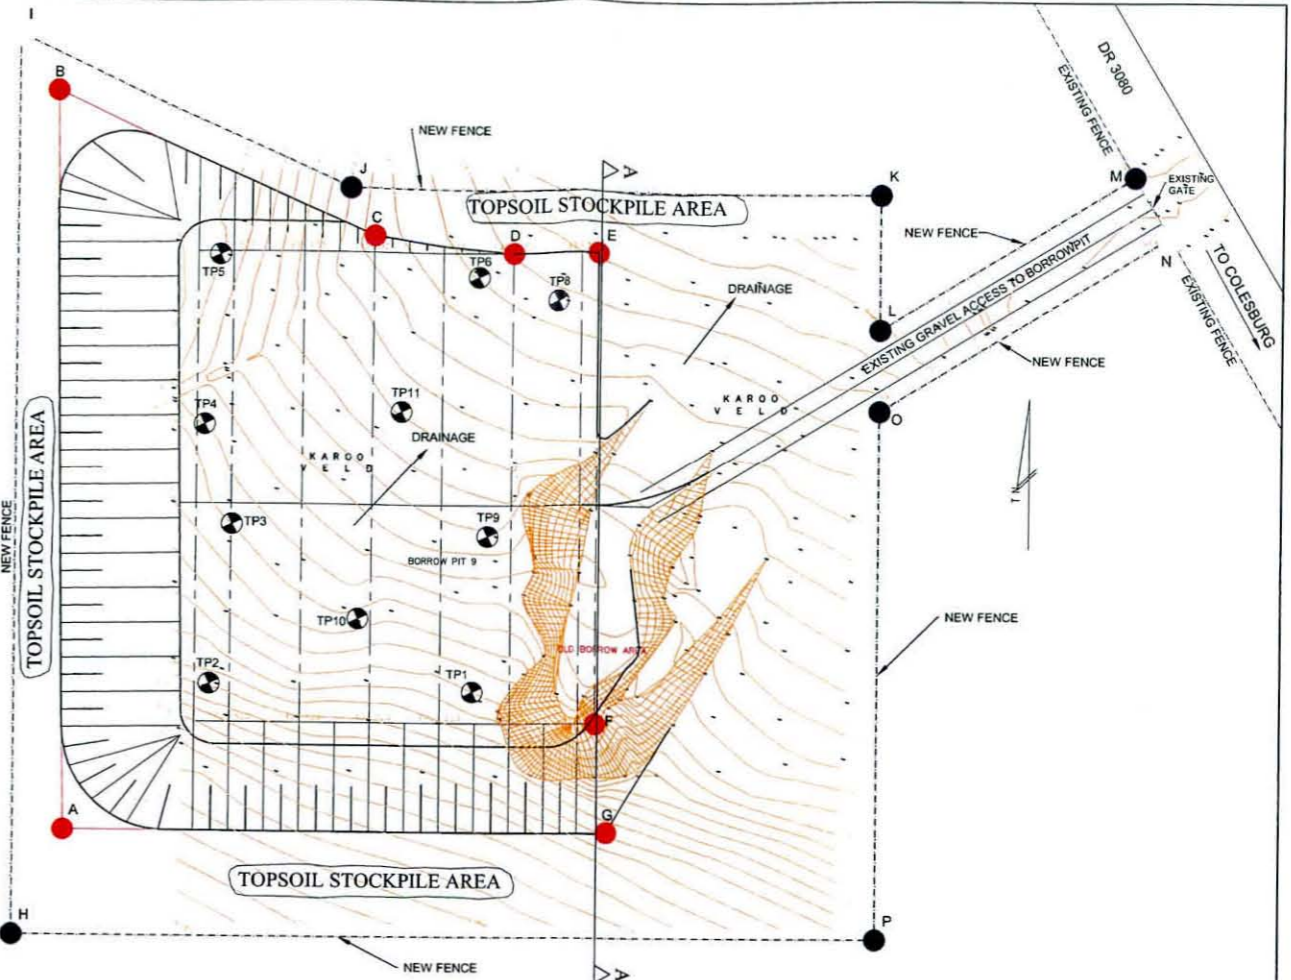 I
B
DR 3080
EXISTING FENCE
NEW FENCE
J
A
K
M
EXISTING
GATE
TOPSOIL STOCKPILE AREA
C
D
E
NEW FENCE
N
TP5
TP6
TP8
DRAINAGE
TO COLESBURG
EXISTING FENCE
L
EXISTING GRAVEL ACCESS TO BORROWPIT
NEW FENCE
TP4
TP11
KAROO
VELD
O
DRAINAGE
KAROO
VELD
TOPSOIL STOCKPILE AREA
NEW FENCE
TN
TP3
TP9
BORROW PIT 9
TP10
NEW FENCE
OLD BORROW AREA
TP2
TP1
F
A
G
TOPSOIL STOCKPILE AREA
H
P
NEW FENCE
A